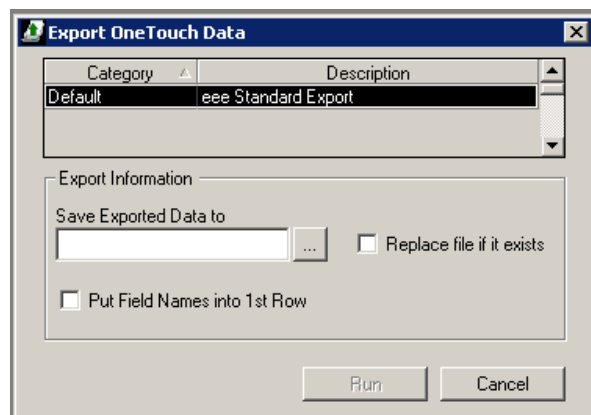 Export OneTouch Data
Category Description
Default eee Standard Export
Export Information
Save Exported Data to
... Replace file if it exists
Put Field Names into 1st Row
Run Cancel